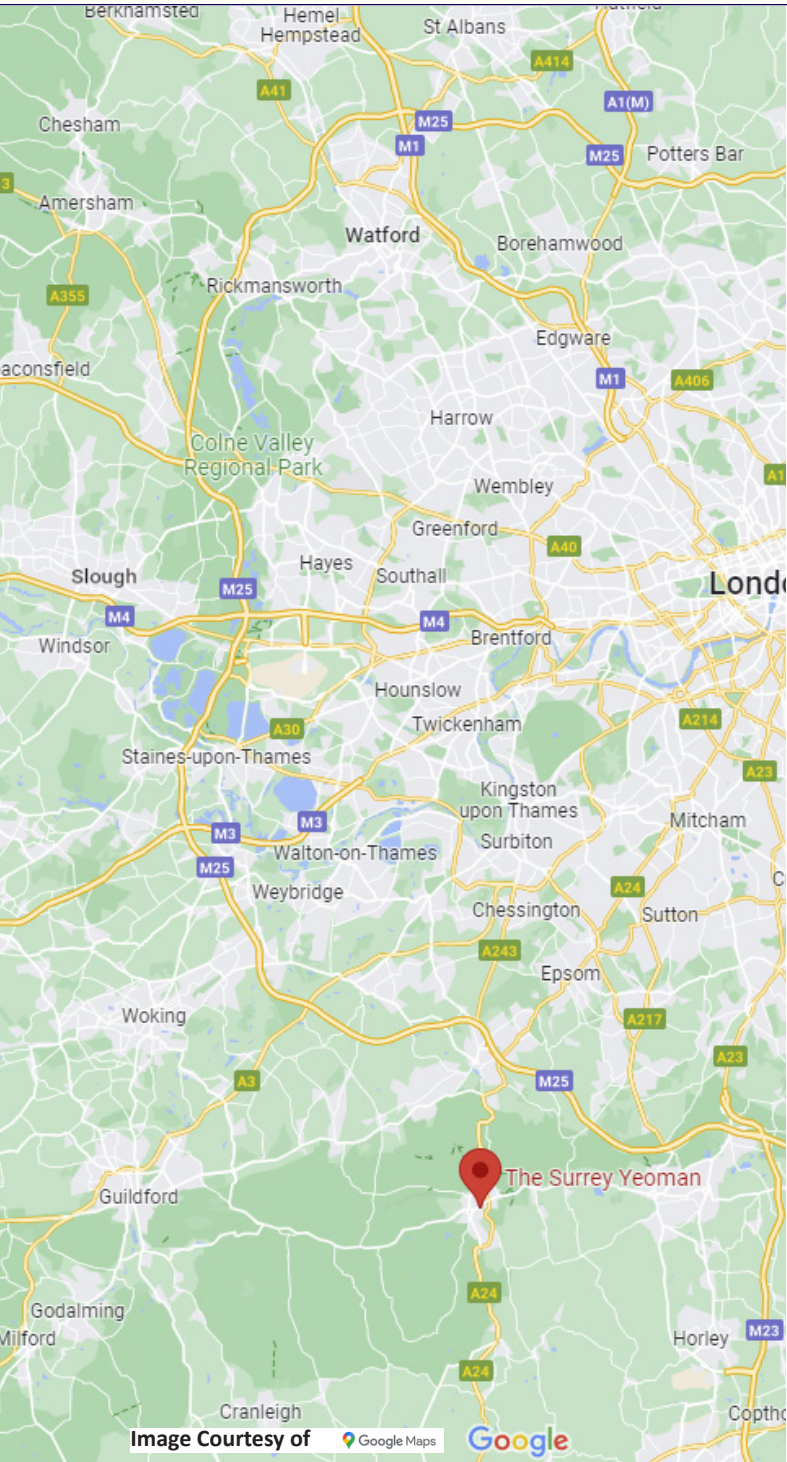 Berkhamsted
Hemel
Hempstead
St Albans
Hatfield
A414
A41
A1(M)
M25
Chesham
M1
M25
Potters Bar
3
Amersham
Watford
Borehamwood
Rickmansworth
A355
Edgware
aconsfield
M1
A406
Harrow
Colne Valley
Regional Park
A1
Wembley
Greenford
A40
Hayes
Southall
Slough
M25
Londo
M4
M4
Brentford
Windsor
Hounslow
A30
Twickenham
A214
Staines-upon-Thames
A23
Kingston
upon Thames
M3
M3
Mitcham
Surbiton
Walton-on-Thames
M25
Weybridge
A24
C
Chessington
Sutton
A243
Epsom
Woking
A217
A23
A3
M25
The Surrey Yeoman
Guildford
A24
Godalming
Milford
Horley
M23
A24
Cranleigh
Coptho
Image Courtesy of Google Maps
Google